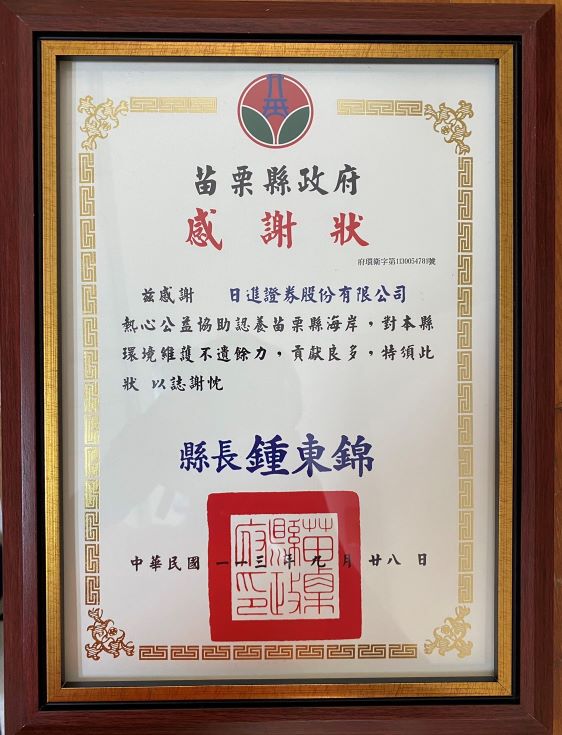 苗栗縣政府
感謝狀
府環衛字第1130054781號
茲感謝 日進證券股份有限公司
熱心公益協助認養苗栗縣海岸，對本縣
環境維護不遺餘力，貢獻良多，特頒此
狀 以誌謝忱
縣長鍾東錦
苗栗縣政府印
中華民國 一一三 年 九 月 廿八 日